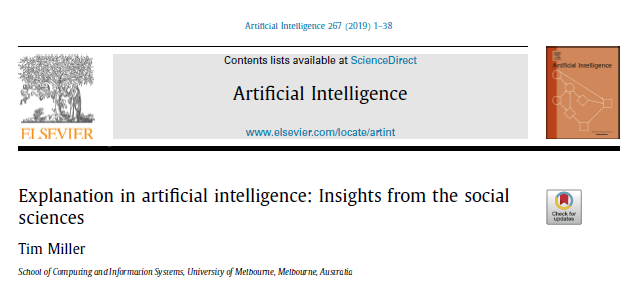 Artificial Intelligence 267 (2019) 1–38
Contents lists available at ScienceDirect
Artificial Intelligence
www.elsevier.com/locate/artint
ELSEVIER
Artificial Intelligence
Explanation in artificial intelligence: Insights from the social
sciences
Check for
updates
Tim Miller
School of Computing and Information Systems, University of Melbourne, Melbourne, Australia